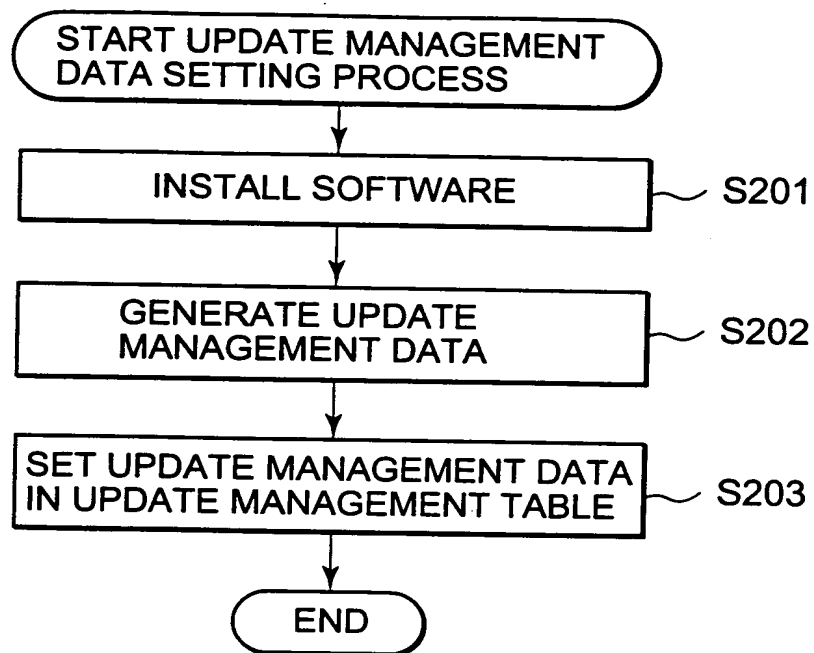 START UPDATE MANAGEMENT
DATA SETTING PROCESS
INSTALL SOFTWARE
S201
GENERATE UPDATE
MANAGEMENT DATA
S202
SET UPDATE MANAGEMENT DATA
IN UPDATE MANAGEMENT TABLE
S203
END